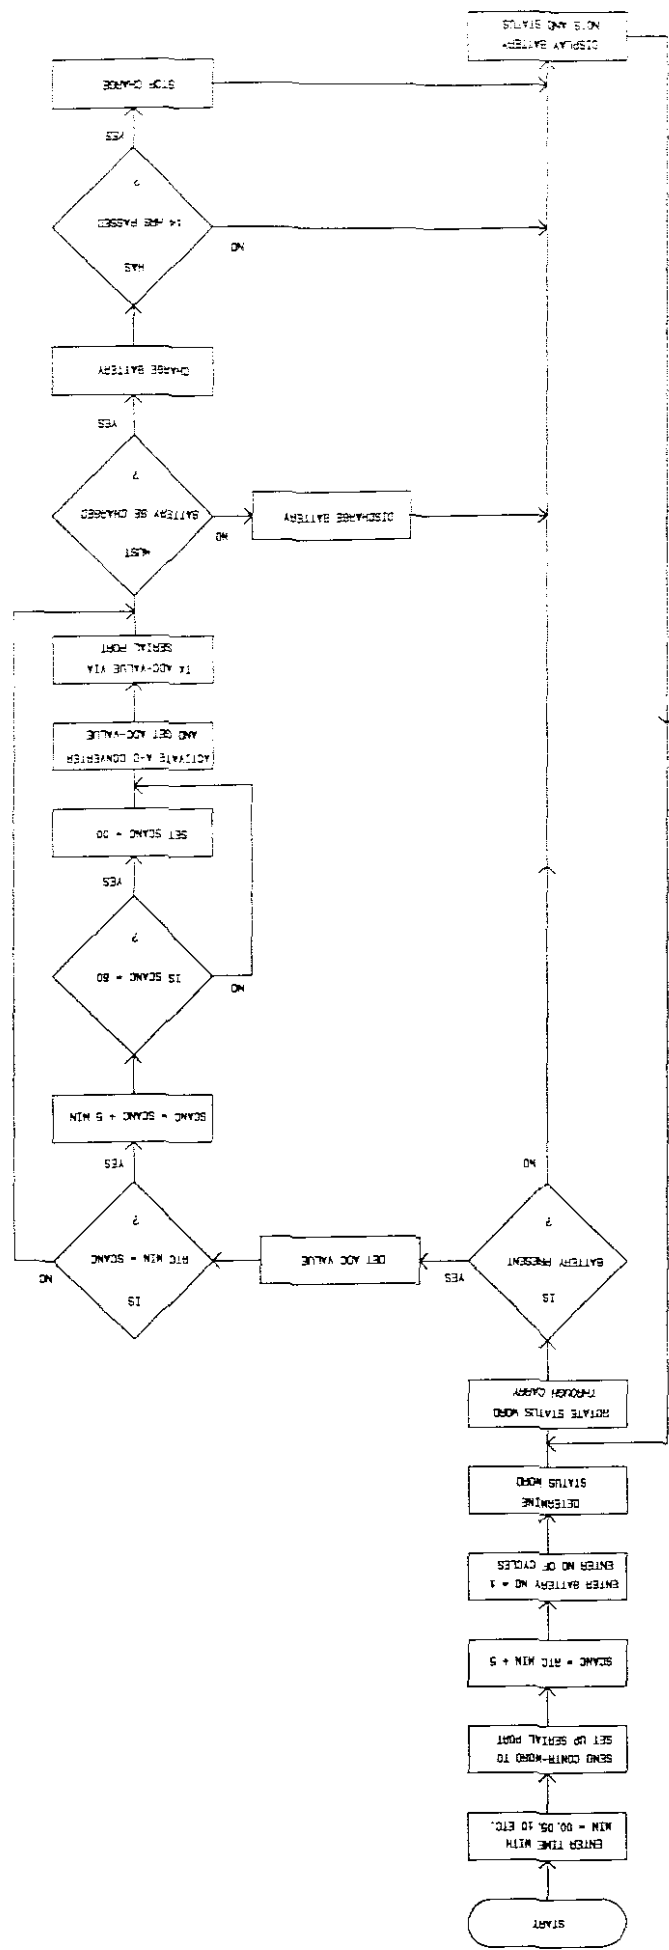 START
ENTER TIME WITH
MIN = 00,05,10 ETC.
SEND CONTR-WORD TO
SET UP SERIAL PORT
SCANC = RTC MIN + 5
ENTER BATTERY NO = 1
ENTER NO OF CYCLES
DETERMINE
STATUS WORD
ROTATE STATUS WORD
THROUGH CARRY
IS
BATTERY PRESENT
?
YES
NO
DET ADC VALUE
IS
RTC MIN = SCANC
?
NO
YES
SCANC = SCANC + 5 MIN
IS SCANC = 60
?
NO
YES
SET SCANC = 00
ACTIVATE A-D CONVERTER
AND GET ADC-VALUE
TX ADC-VALUE VIA
SERIAL PORT
MUST
BATTERY BE CHARGED
?
NO
DISCHARGE BATTERY
YES
CHARGE BATTERY
HAS
14 HRS PASSED
?
NO
YES
STOP CHARGE
DISPLAY BATTERY
NO'S AND STATUS